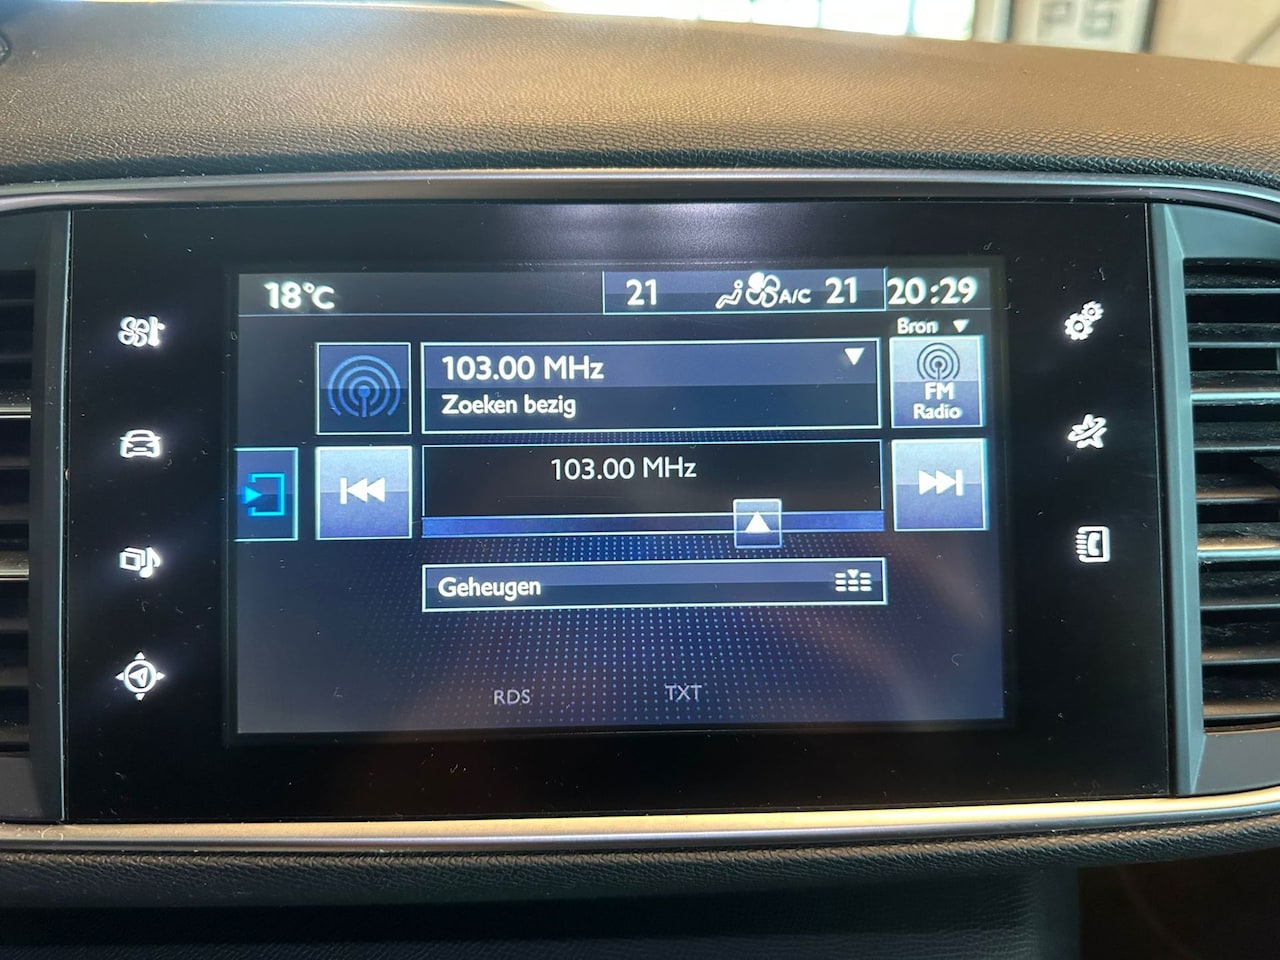 18°C
21
A/C
21
20:29
Bron
103.00 MHz
Zoeken bezig
FM
Radio
103.00 MHz
Geheugen
RDS
TXT